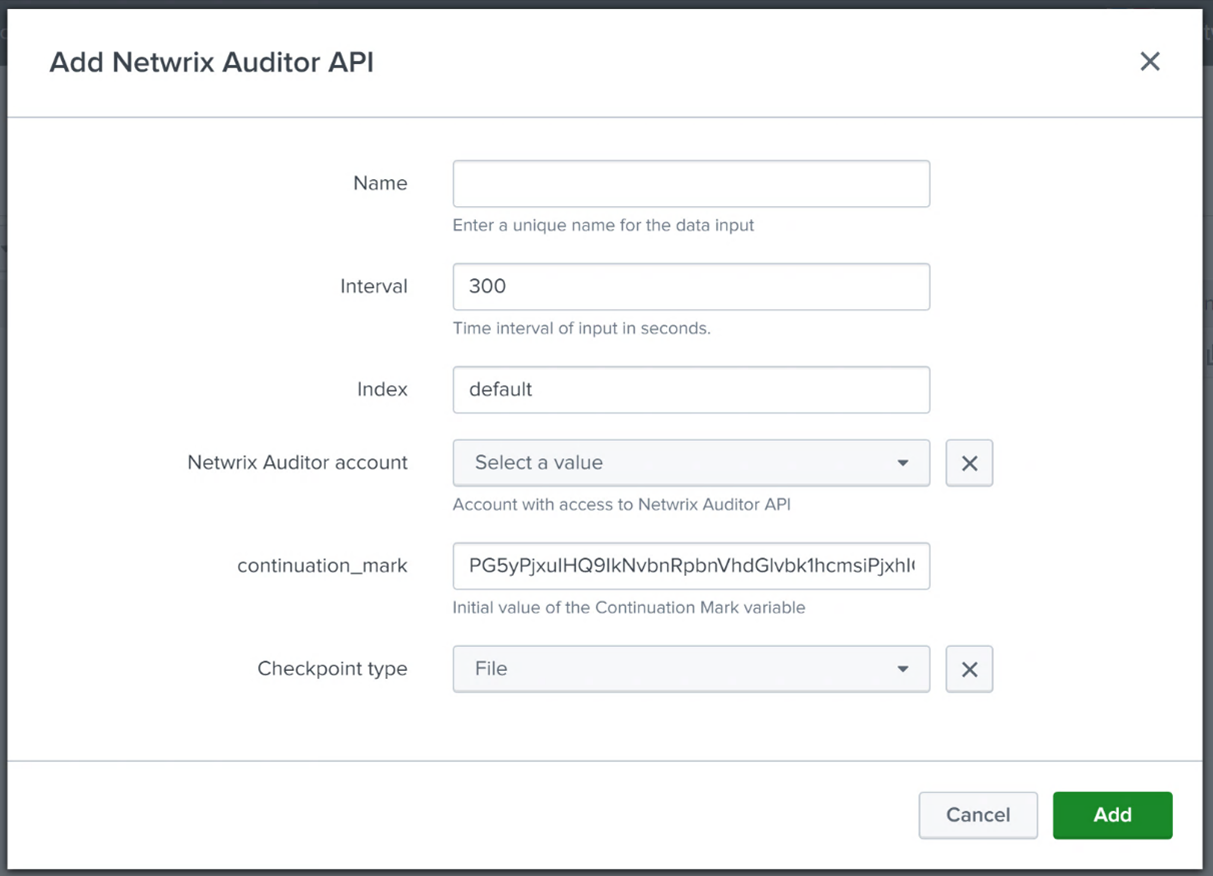 Add Netwrix Auditor API
Name
Enter a unique name for the data input
Interval
300
Time interval of input in seconds.
Index
default
Netwrix Auditor account
Select a value
Account with access to Netwrix Auditor API
continuation_mark
Initial value of the Continuation Mark variable
Checkpoint type
File
Cancel
Add